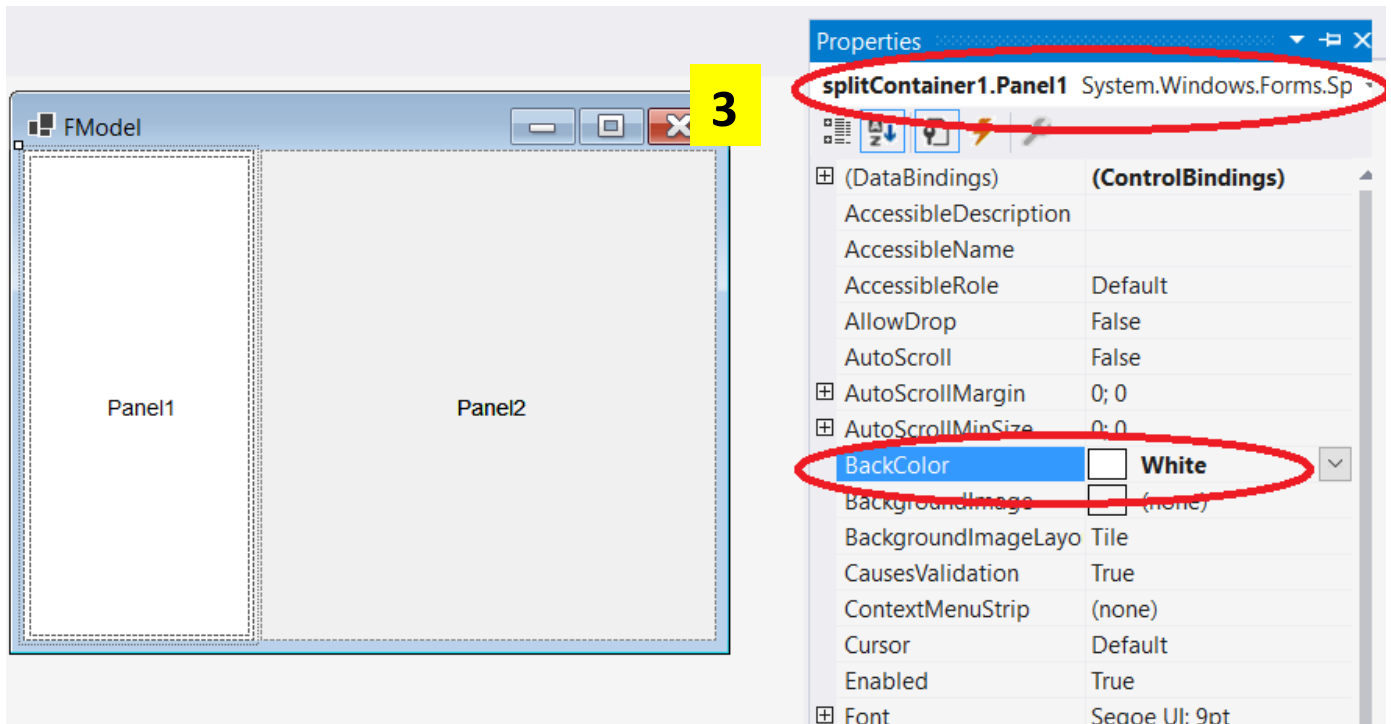 FModel
3
Panel1
Panel2
Properties
splitContainer1.Panel1 System.Windows.Forms.Sp
(DataBindings) (ControlBindings)
AccessibleDescription
AccessibleName
AccessibleRole Default
AllowDrop False
AutoScroll False
AutoScrollMargin 0; 0
AutoScrollMinSize 0; 0
BackColor White
BackgroundImage (none)
BackgroundImageLayo Tile
CausesValidation True
ContextMenuStrip (none)
Cursor Default
Enabled True
Font Segoe UI; 9pt